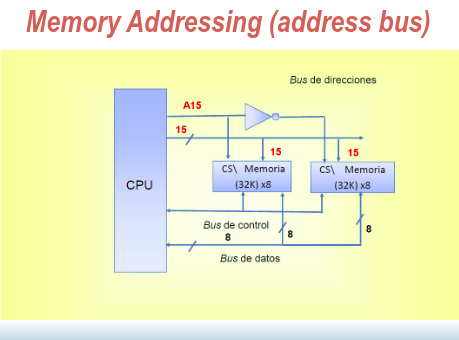 Memory Addressing (address bus)
Bus de direcciones
A15
15
15
15
CS\ Memoria
(32K) x8
CS\ Memoria
(32K) x8
CPU
Bus de control
8
8
8
Bus de datos